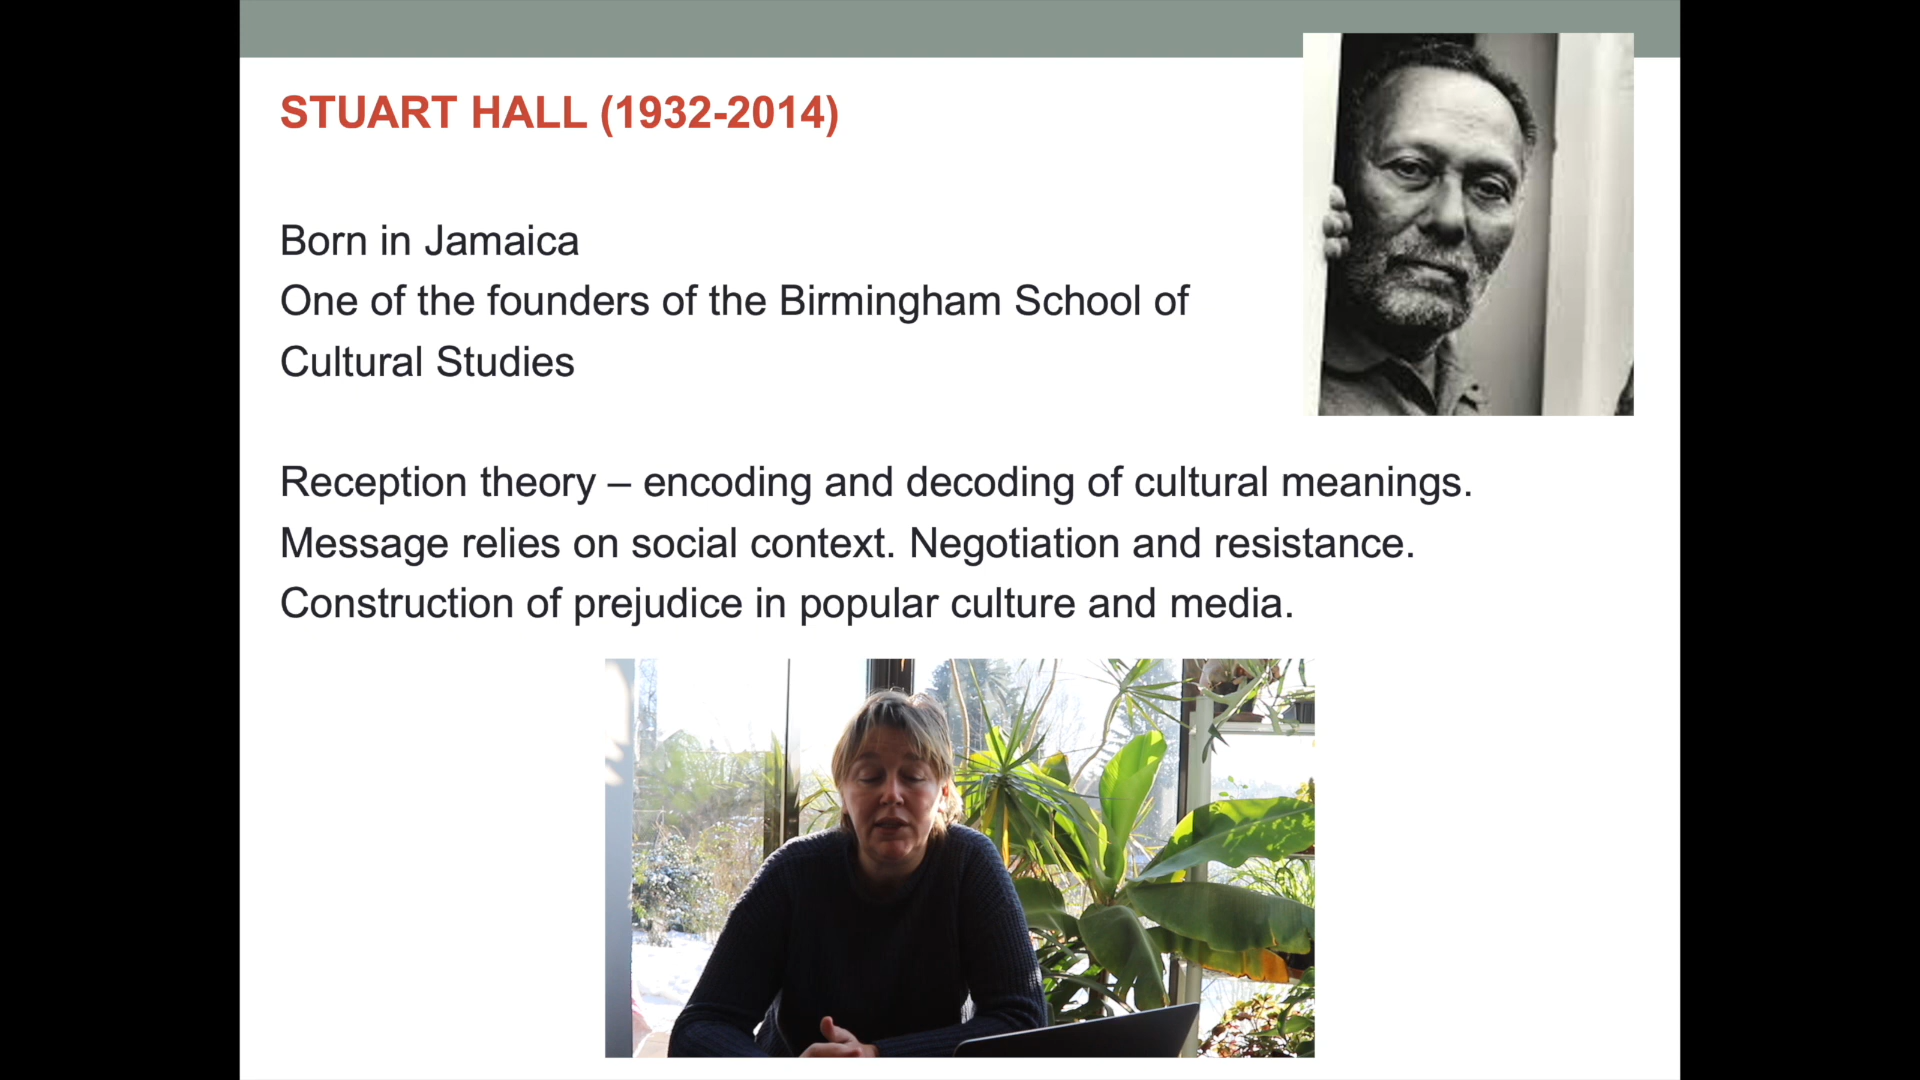 STUART HALL (1932-2014)
Born in Jamaica
One of the founders of the Birmingham School of
Cultural Studies
Reception theory – encoding and decoding of cultural meanings.
Message relies on social context. Negotiation and resistance.
Construction of prejudice in popular culture and media.